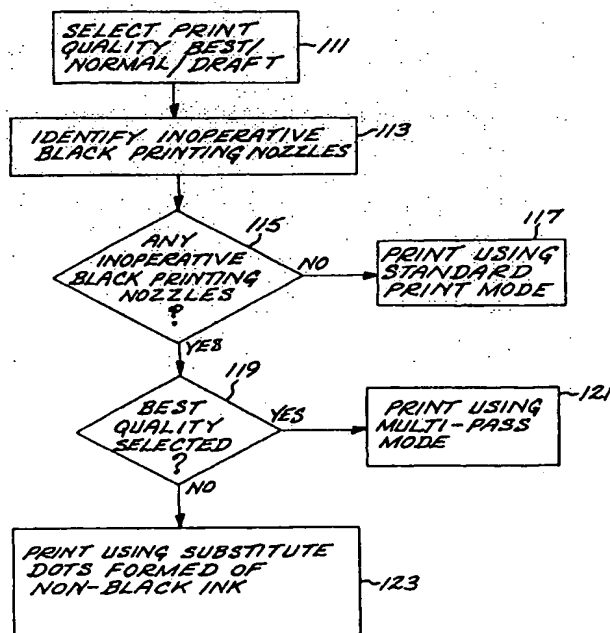 SELECT PRINT
QUALITY BEST/
NORMAL/DRAFT
111
IDENTIFY INOPERATIVE
BLACK PRINTING NOZZLES
113
115
ANY
INOPERATIVE
BLACK PRINTING
NOZZLES
?
NO
117
PRINT USING
STANDARD
PRINT MODE
YES
119
BEST
QUALITY
SELECTED
?
YES
121
PRINT USING
MULTI-PASS
MODE
NO
PRINT USING SUBSTITUTE
DOTS FORMED OF
NON-BLACK INK
123